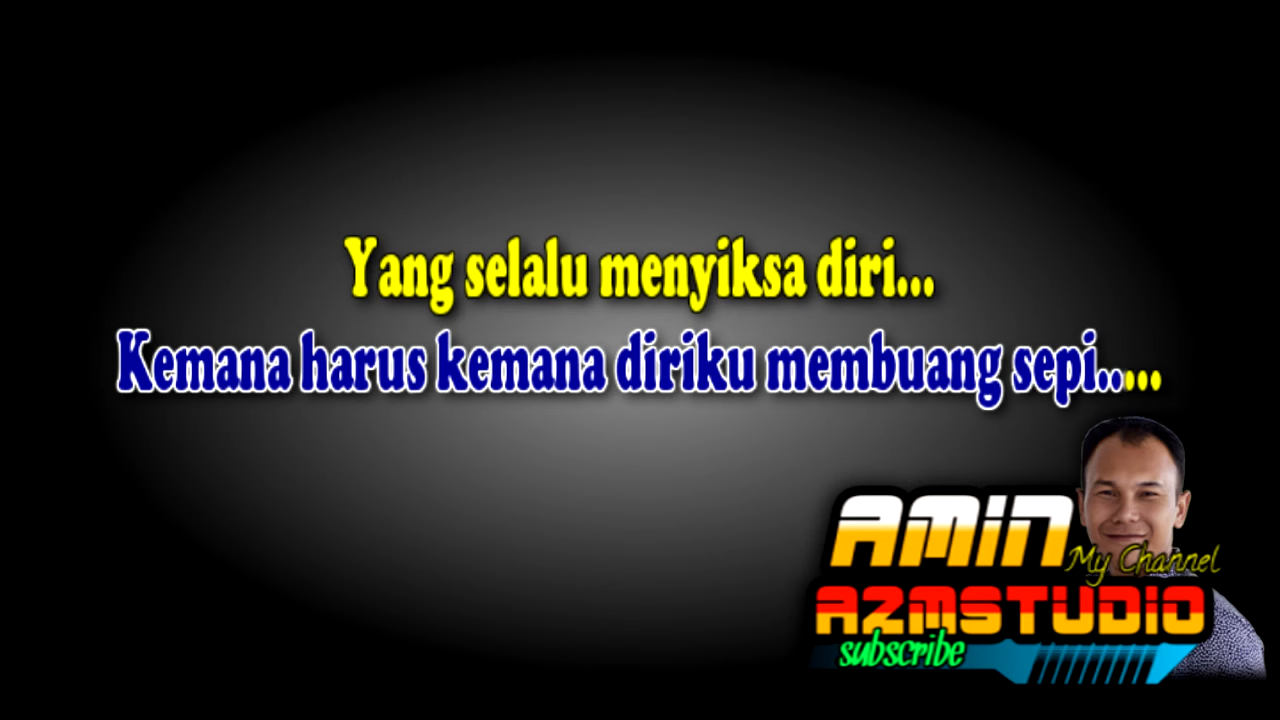 Yang selalu menyiksa diri...
Kemana harus kemana diriku membuang sepi.....
AMiN
My Channel
AZMSTUDiO
subscribe